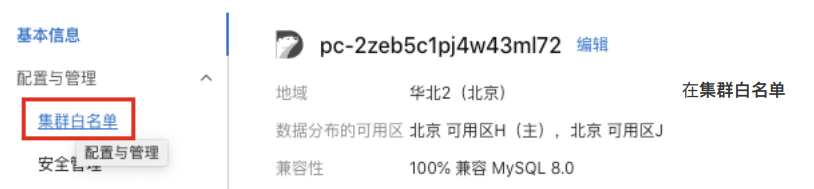 基本信息
配置与管理
集群白名单
配置与管理
安全管理
pc-2zeb5c1pj4w43ml72 编辑
地域 华北2（北京）
数据分布的可用区 北京 可用区H（主），北京 可用区J
兼容性 100% 兼容 MySQL 8.0
在集群白名单